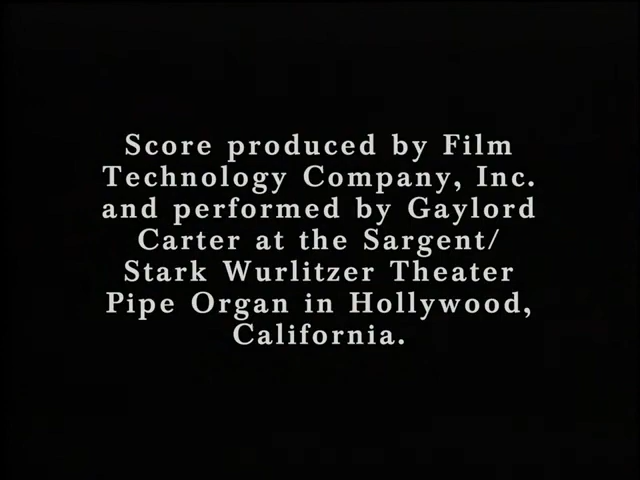 Score produced by Film
Technology Company, Inc.
and performed by Gaylord
Carter at the Sargent/
Stark Wurlitzer Theater
Pipe Organ in Hollywood,
California.